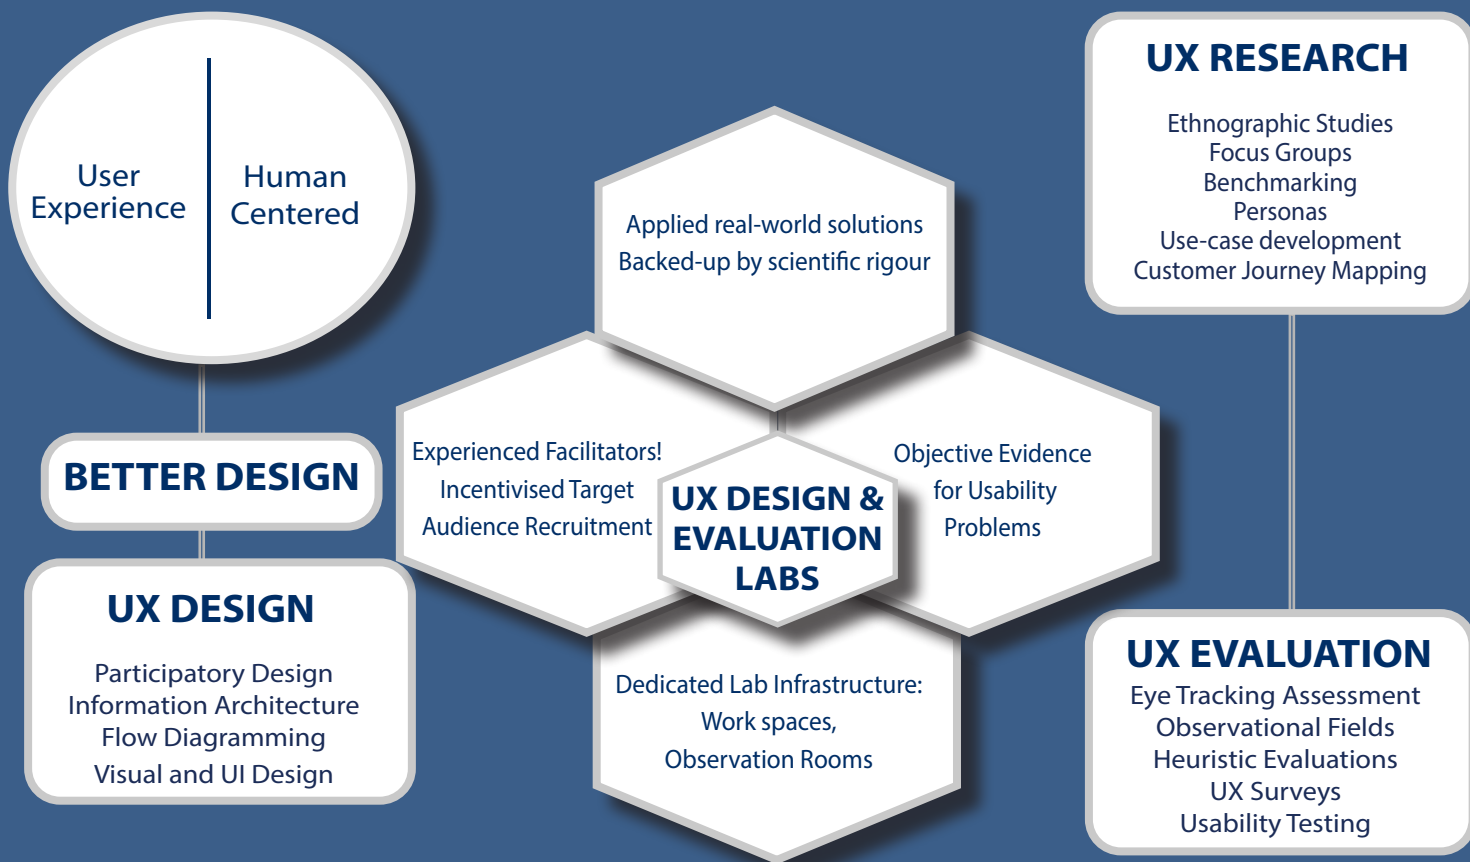 User
Experience
Human
Centered
BETTER DESIGN
UX DESIGN
Participatory Design
Information Architecture
Flow Diagramming
Visual and UI Design
Applied real-world solutions
Backed-up by scientific rigour
Experienced Facilitators!
Incentivised Target
Audience Recruitment
UX DESIGN &
EVALUATION
LABS
Objective Evidence
for Usability
Problems
Dedicated Lab Infrastructure:
Work spaces,
Observation Rooms
UX RESEARCH
Ethnographic Studies
Focus Groups
Benchmarking
Personas
Use-case development
Customer Journey Mapping
UX EVALUATION
Eye Tracking Assessment
Observational Fields
Heuristic Evaluations
UX Surveys
Usability Testing